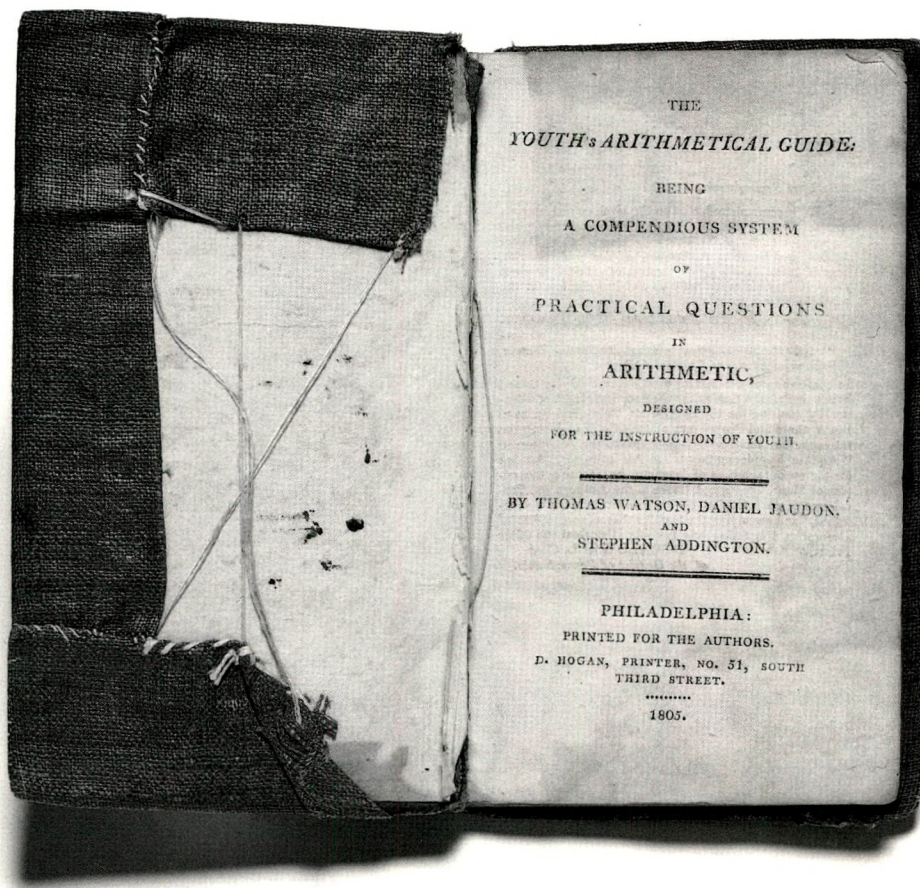 THE
YOUTH's ARITHMETICAL GUIDE:
BEING
A COMPENDIOUS SYSTEM
OF
PRACTICAL QUESTIONS
IN
ARITHMETIC,
DESIGNED
FOR THE INSTRUCTION OF YOUTH.
BY THOMAS WATSON, DANIEL JAUDON,
AND
STEPHEN ADDINGTON.
PHILADELPHIA:
PRINTED FOR THE AUTHORS.
D. HOGAN, PRINTER, NO. 51, SOUTH
THIRD STREET.
..........
1805.